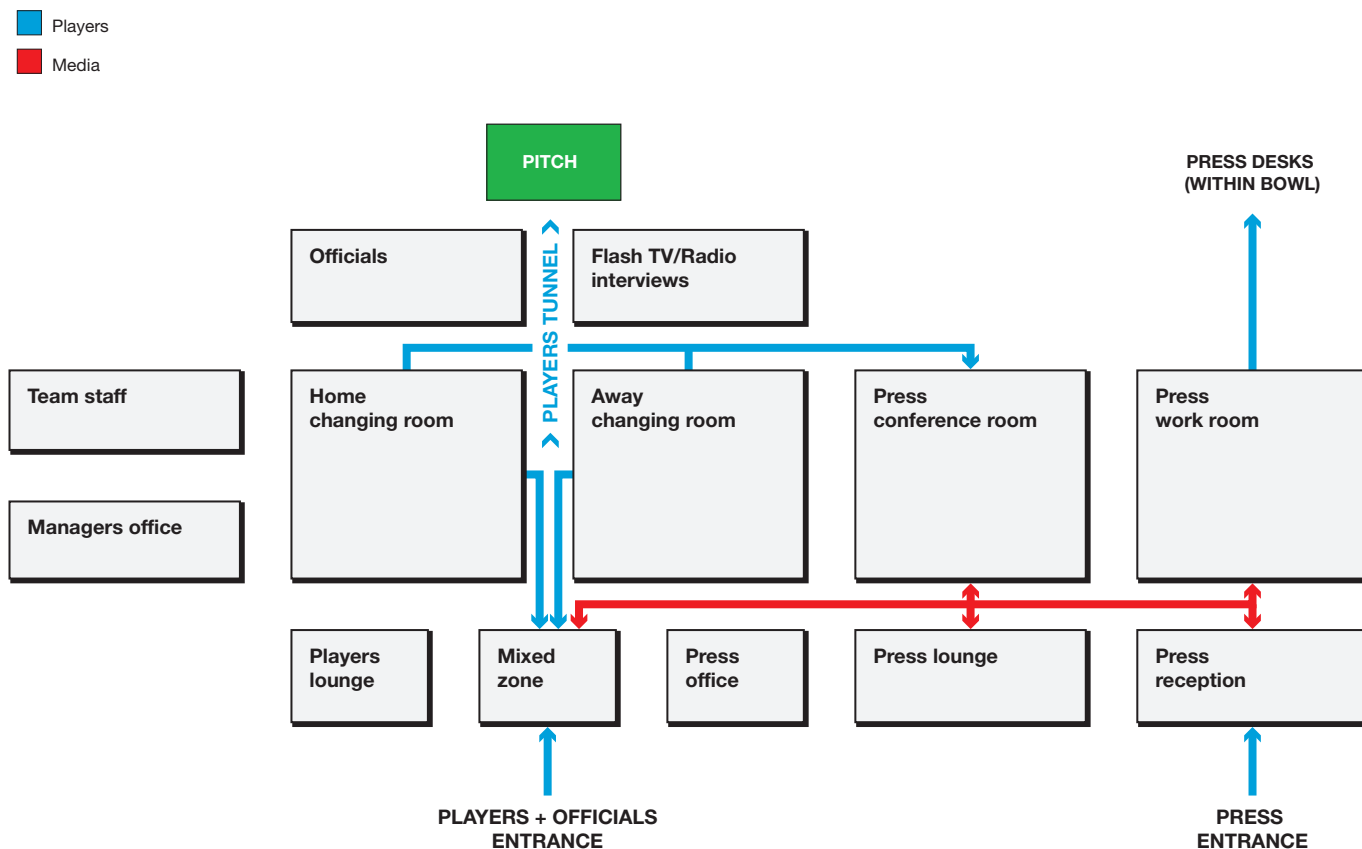 Players
Media
PITCH
PRESS DESKS
(WITHIN BOWL)
Officials
PLAYERS TUNNEL
Flash TV/Radio
interviews
Team staff
Home
changing room
Away
changing room
Press
conference room
Press
work room
Managers office
Players
lounge
Mixed
zone
Press
office
Press lounge
Press
reception
PLAYERS + OFFICIALS
ENTRANCE
PRESS
ENTRANCE